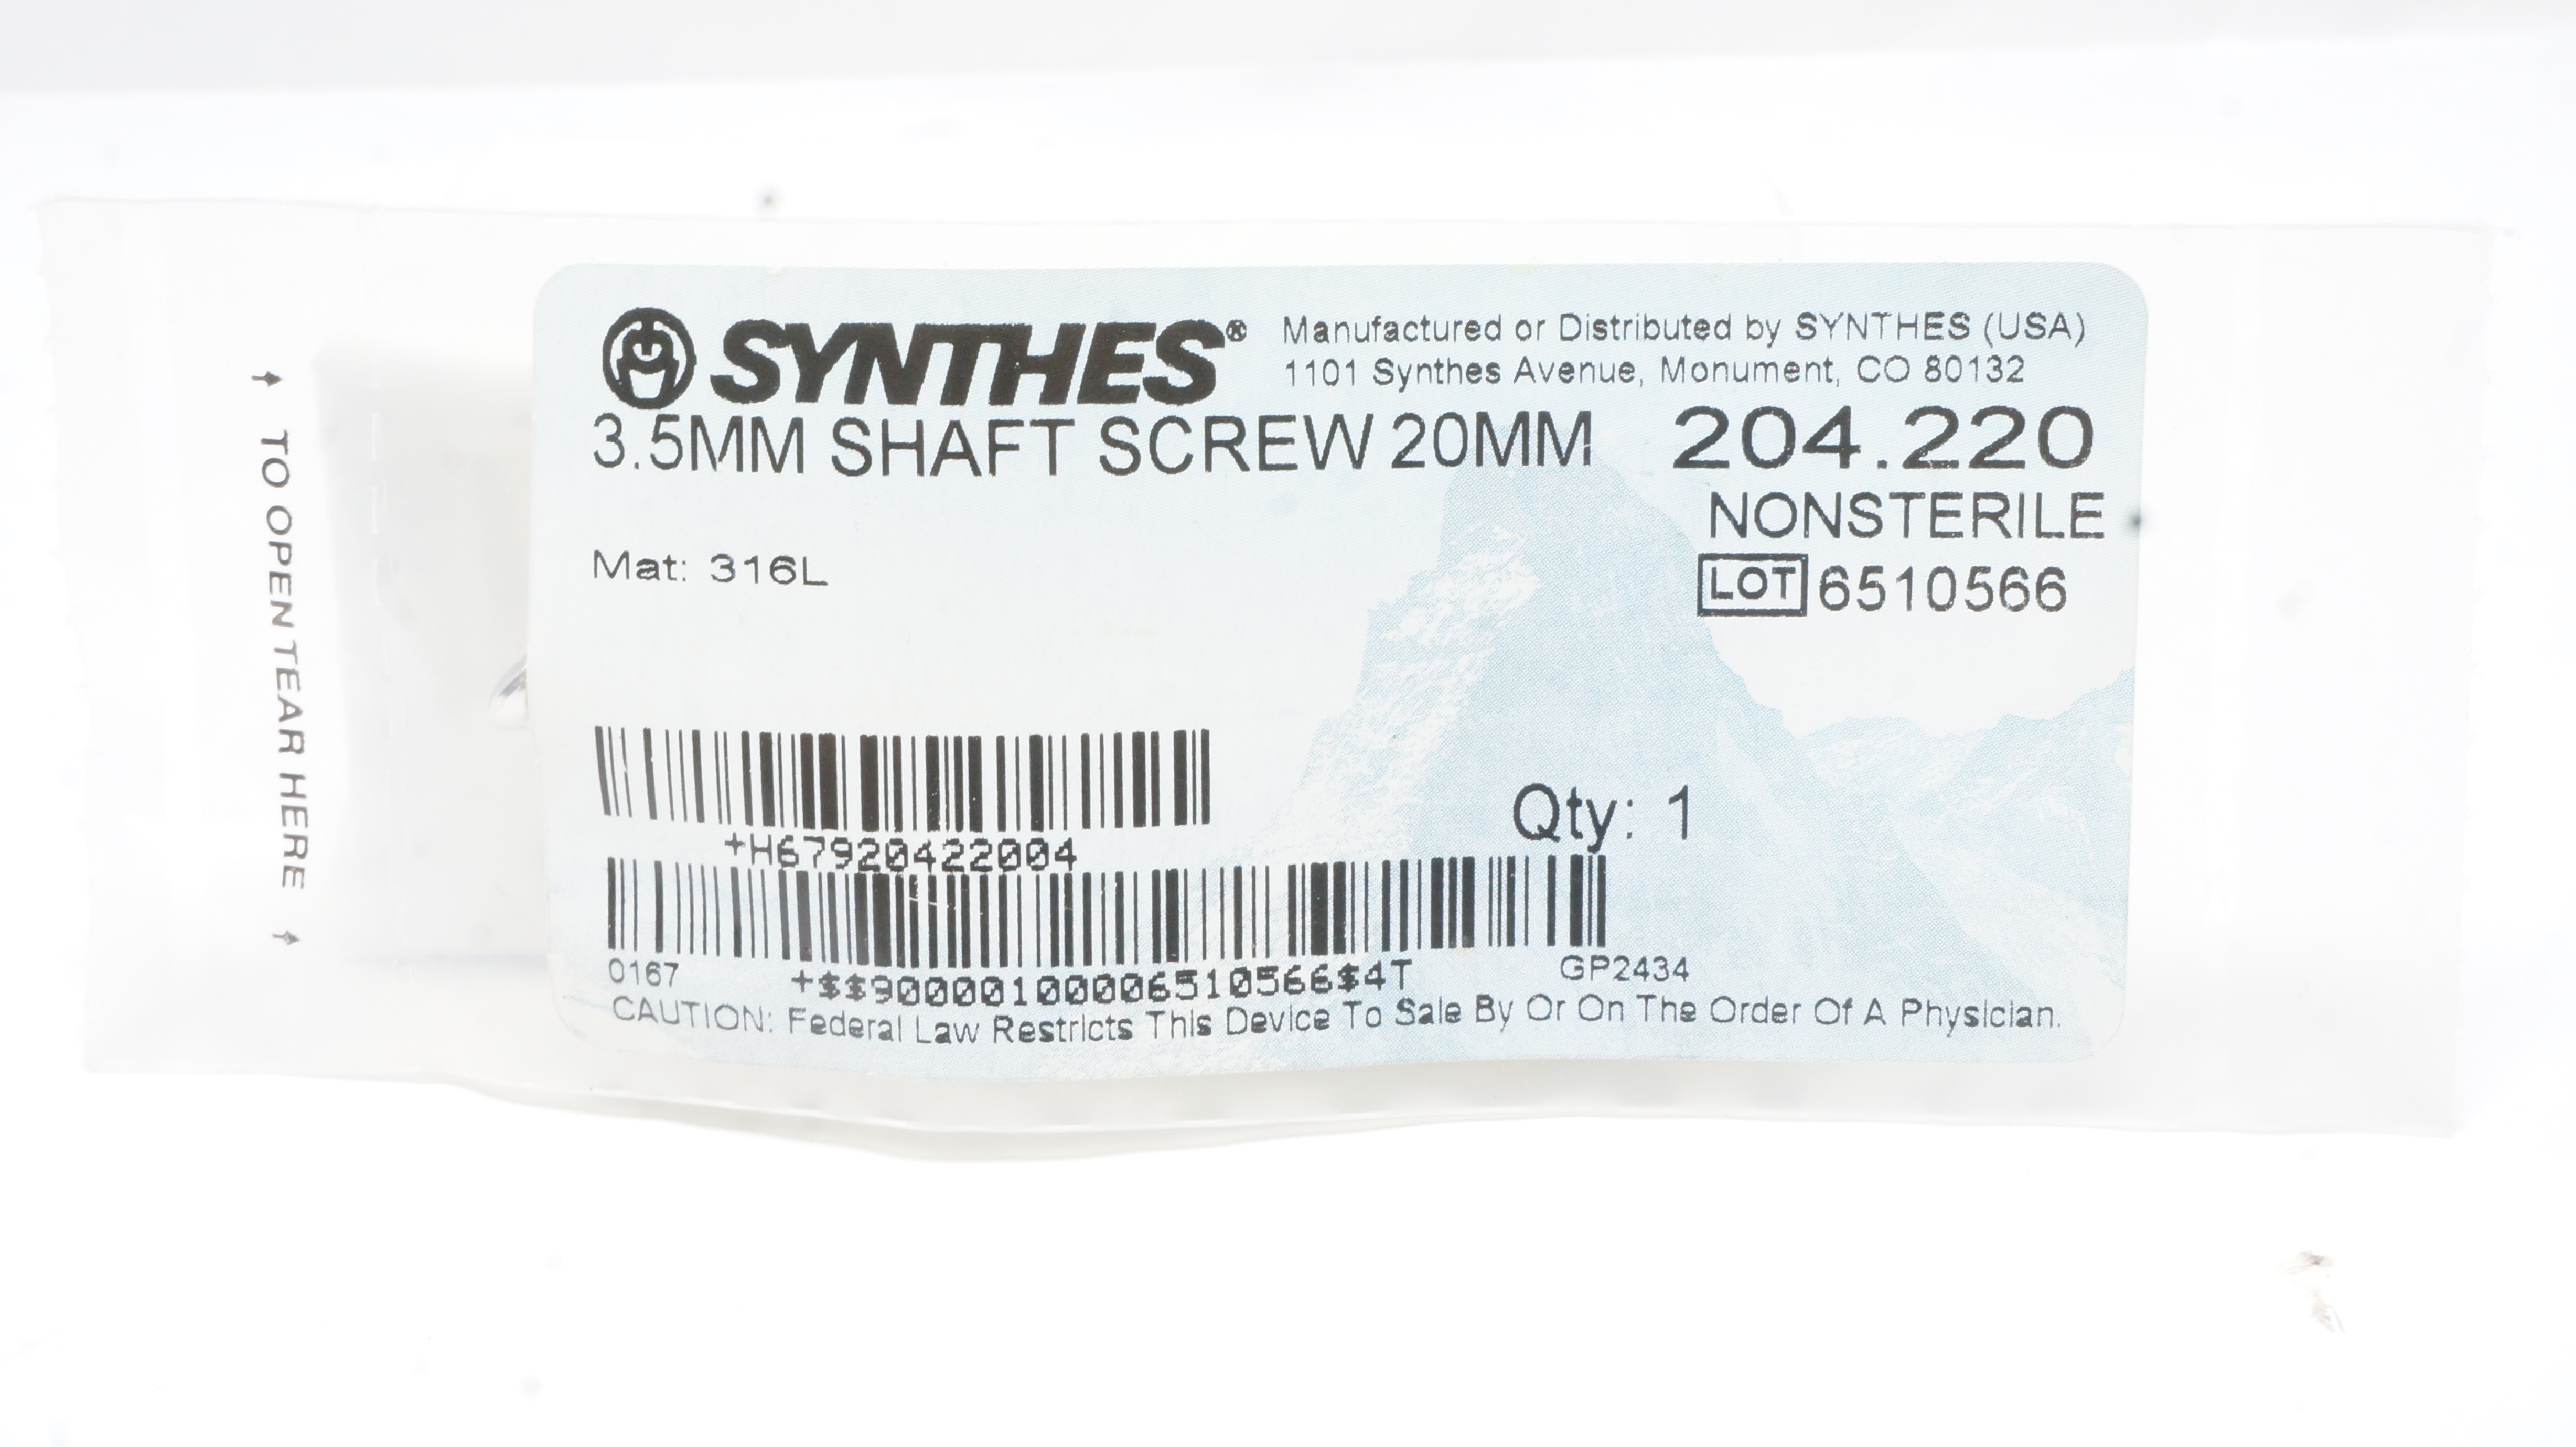 SYNTHES®
Manufactured or Distributed by SYNTHES (USA)
1101 Synthes Avenue, Monument, CO 80132
3.5MM SHAFT SCREW 20MM
204.220
NONSTERILE
LOT 6510566
Mat: 316L
+H67920422004
Qty: 1
0167
+$$90000100006510566$4T
GP2434
CAUTION: Federal Law Restricts This Device To Sale By Or On The Order Of A Physician.
TO OPEN TEAR HERE